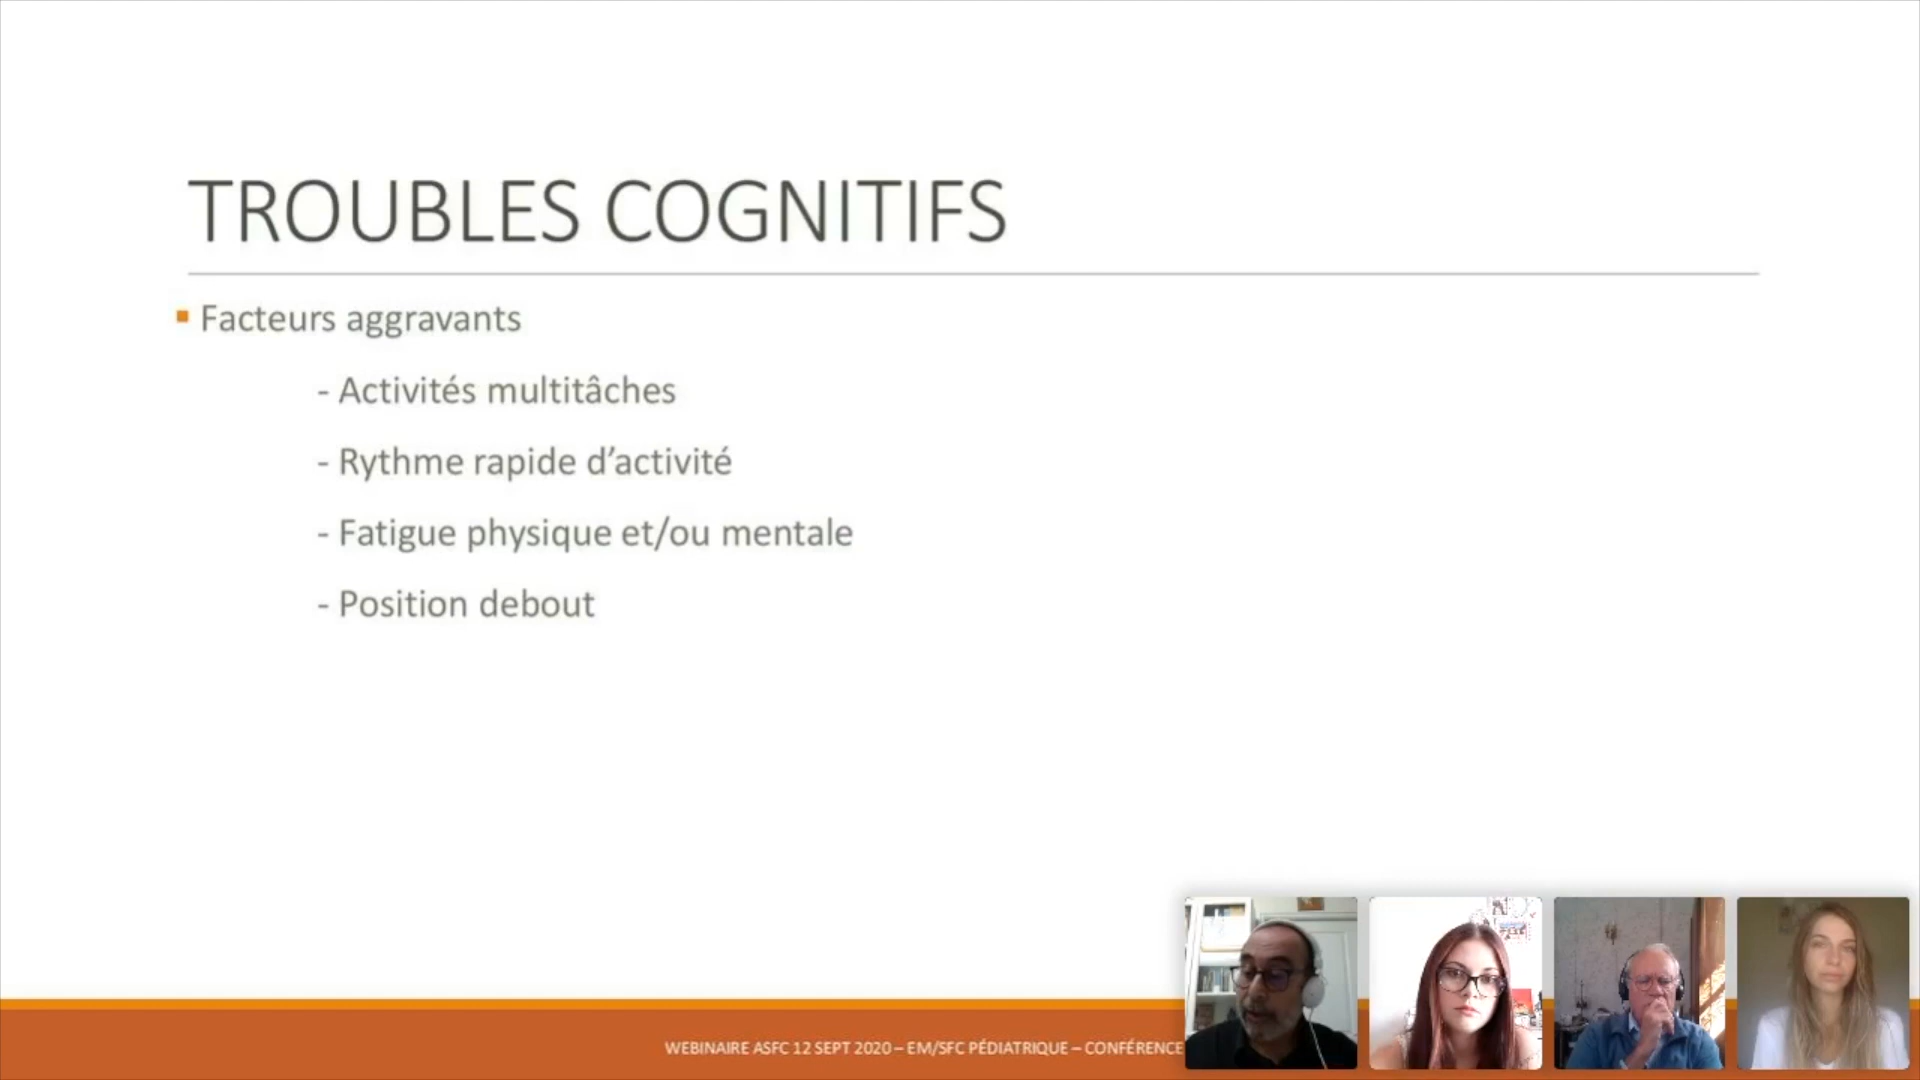 TROUBLES COGNITIFS
▪ Facteurs aggravants
- Activités multitâches
- Rythme rapide d’activité
- Fatigue physique et/ou mentale
- Position debout
WEBINAIRE ASFC 12 SEPT 2020 – EM/SFC PÉDIATRIQUE – CONFÉRENCE